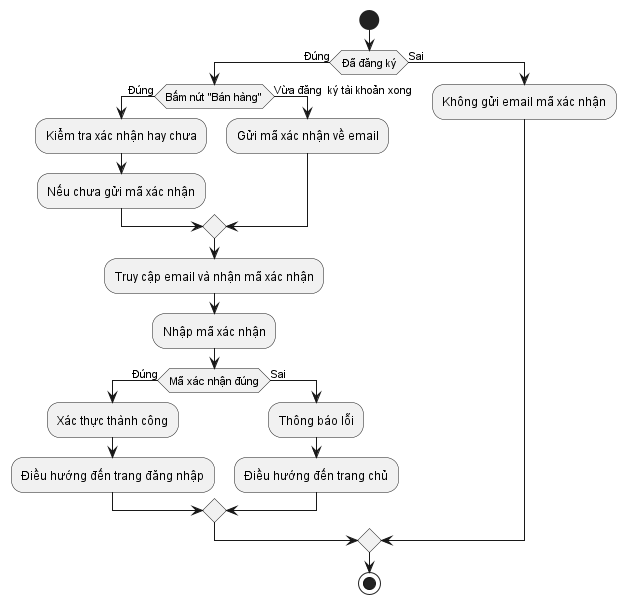 Đúng
Đã đăng ký
Sai
Đúng
Bấm nút "Bán hàng"
Vừa đăng  ký tài khoản xong
Không gửi email mã xác nhận
Kiểm tra xác nhận hay chưa
Gửi mã xác nhận về email
Nếu chưa gửi mã xác nhận
Truy cập email và nhận mã xác nhận
Nhập mã xác nhận
Đúng
Mã xác nhận đúng
Sai
Xác thực thành công
Thông báo lỗi
Điều hướng đến trang đăng nhập
Điều hướng đến trang chủ